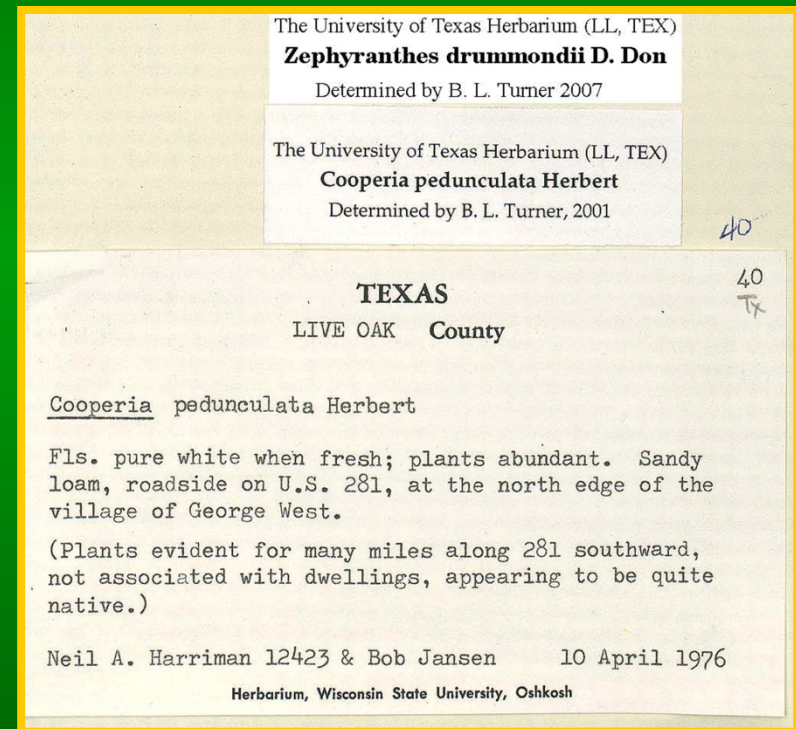 The University of Texas Herbarium (LL, TEX)
Zephyranthes drummondii D. Don
Determined by B. L. Turner 2007
The University of Texas Herbarium (LL, TEX)
Cooperia pedunculata Herbert
Determined by B. L. Turner, 2001
40
40
Tx
TEXAS
LIVE OAK County
Cooperia pedunculata Herbert
Fls. pure white when fresh; plants abundant. Sandy
loam, roadside on U.S. 281, at the north edge of the
village of George West.
(Plants evident for many miles along 281 southward,
not associated with dwellings, appearing to be quite
native.)
Neil A. Harriman 12423 & Bob Jansen 10 April 1976
Herbarium, Wisconsin State University, Oshkosh